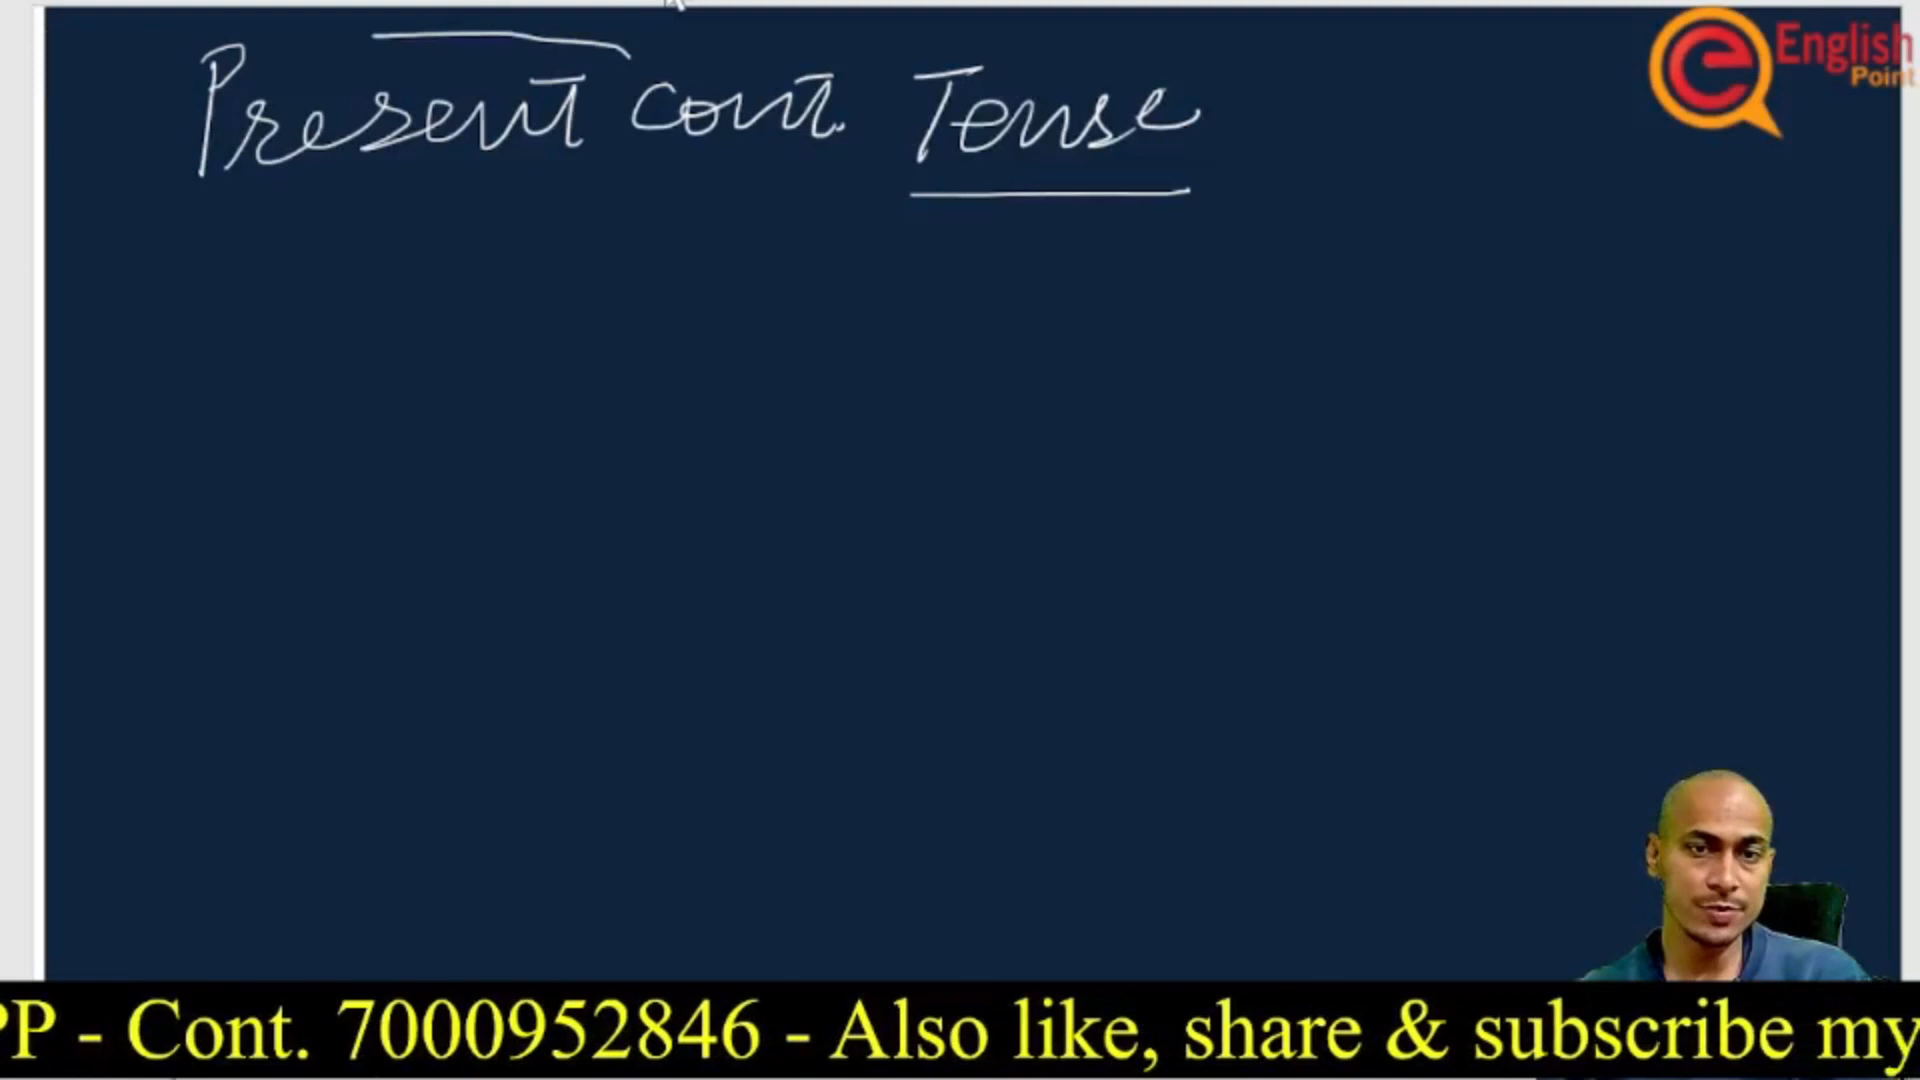 Present cont. Tense
English
Point
PP - Cont. 7000952846 - Also like, share & subscribe my